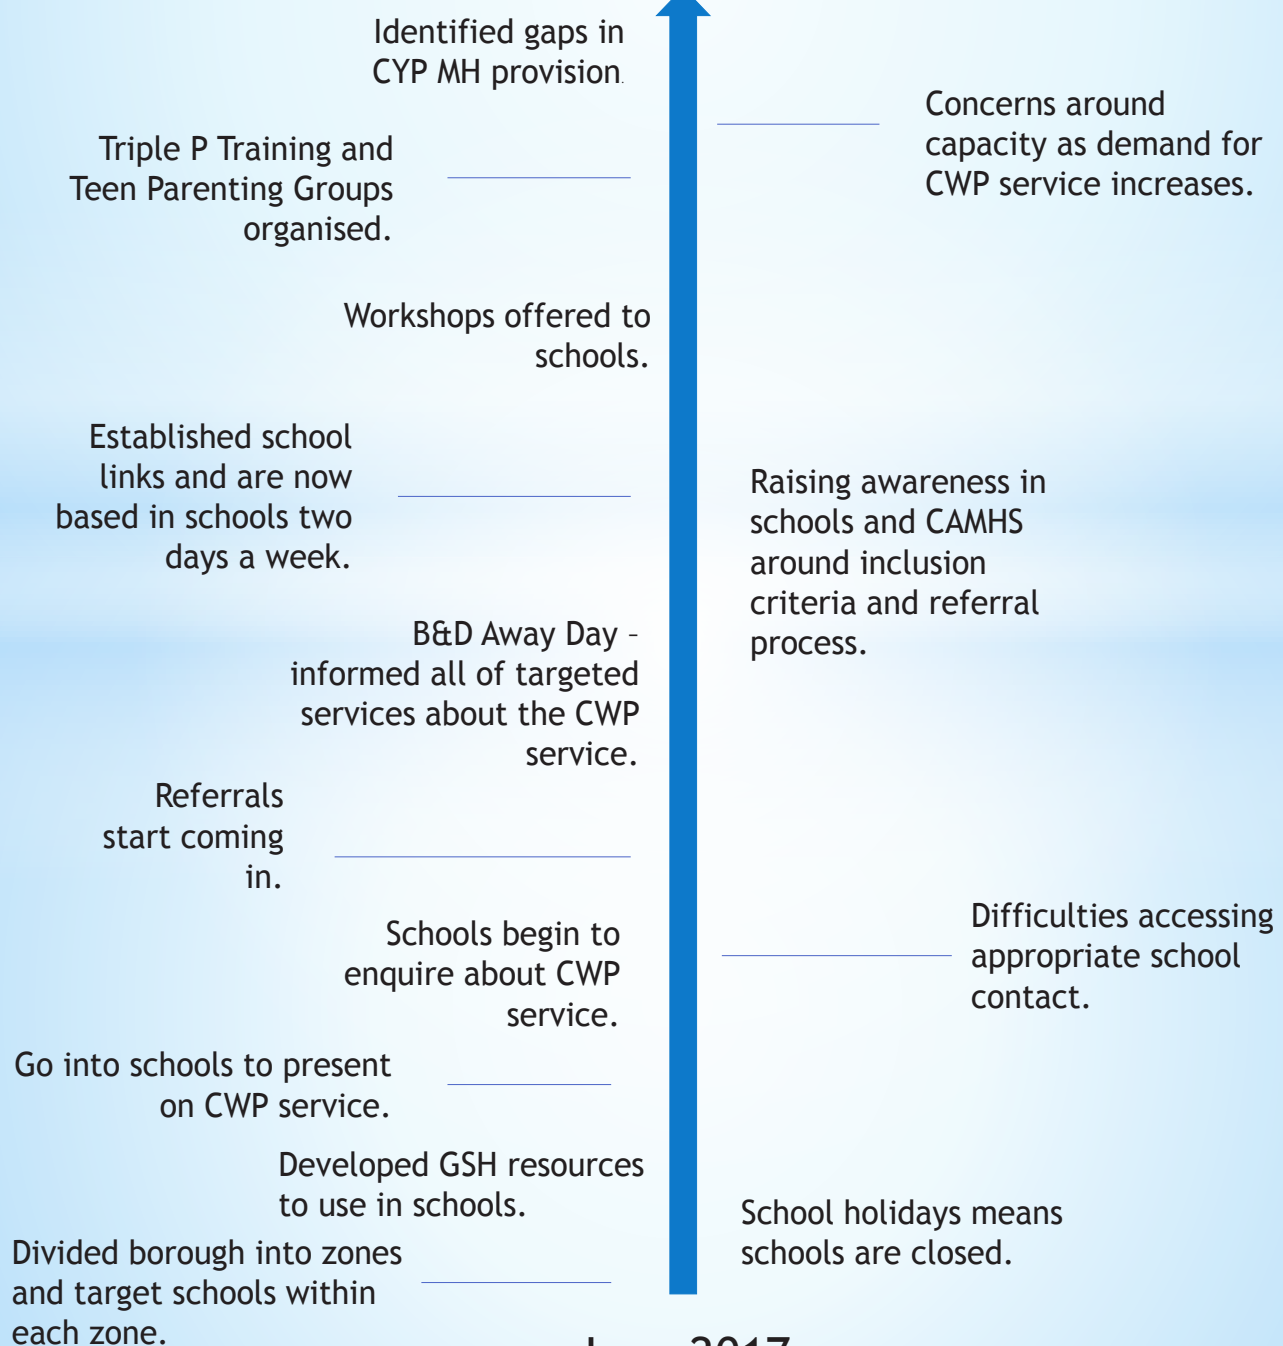 Identified gaps in
CYP MH provision.
Concerns around
capacity as demand for
CWP service increases.
Triple P Training and
Teen Parenting Groups
organised.
Workshops offered to
schools.
Established school
links and are now
based in schools two
days a week.
Raising awareness in
schools and CAMHS
around inclusion
criteria and referral
process.
B&D Away Day –
informed all of targeted
services about the CWP
service.
Referrals
start coming
in.
Difficulties accessing
appropriate school
contact.
Schools begin to
enquire about CWP
service.
Go into schools to present
on CWP service.
Developed GSH resources
to use in schools.
School holidays means
schools are closed.
Divided borough into zones
and target schools within
each zone.
2017